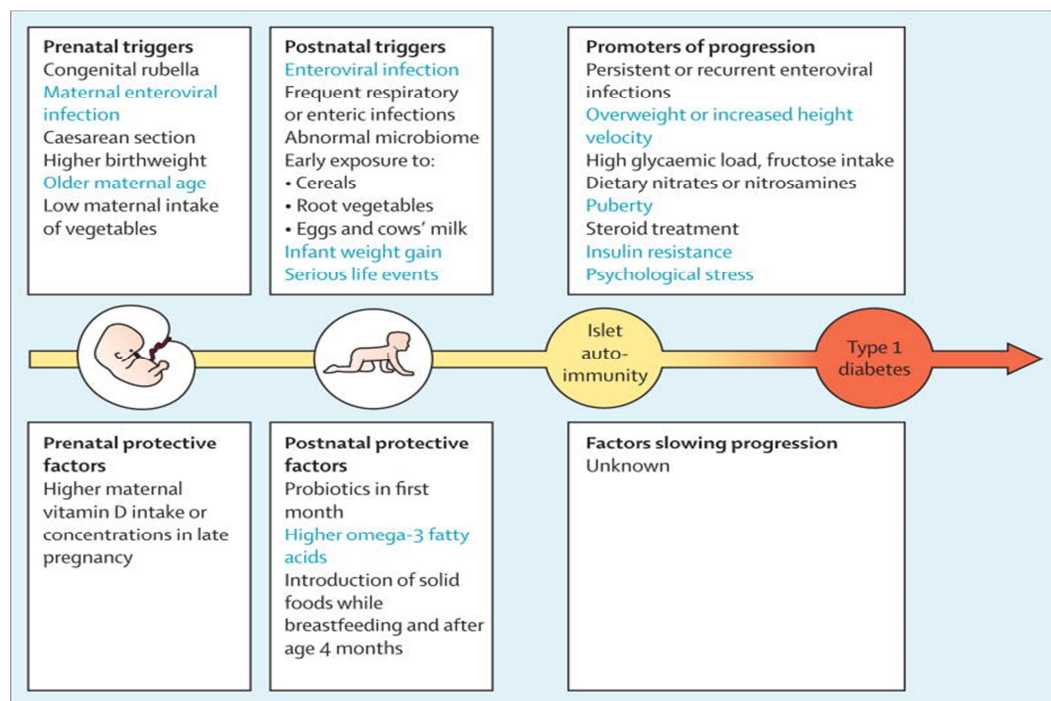 Prenatal triggers
Congenital rubella
Maternal enteroviral
infection
Caesarean section
Higher birthweight
Older maternal age
Low maternal intake
of vegetables
Postnatal triggers
Enteroviral infection
Frequent respiratory
or enteric infections
Abnormal microbiome
Early exposure to:
• Cereals
• Root vegetables
• Eggs and cows’ milk
Infant weight gain
Serious life events
Promoters of progression
Persistent or recurrent enteroviral
infections
Overweight or increased height
velocity
High glycaemic load, fructose intake
Dietary nitrates or nitrosamines
Puberty
Steroid treatment
Insulin resistance
Psychological stress
Islet
auto-
immunity
Type 1
diabetes
Prenatal protective
factors
Higher maternal
vitamin D intake or
concentrations in late
pregnancy
Postnatal protective
factors
Probiotics in first
month
Higher omega-3 fatty
acids
Introduction of solid
foods while
breastfeeding and after
age 4 months
Factors slowing progression
Unknown